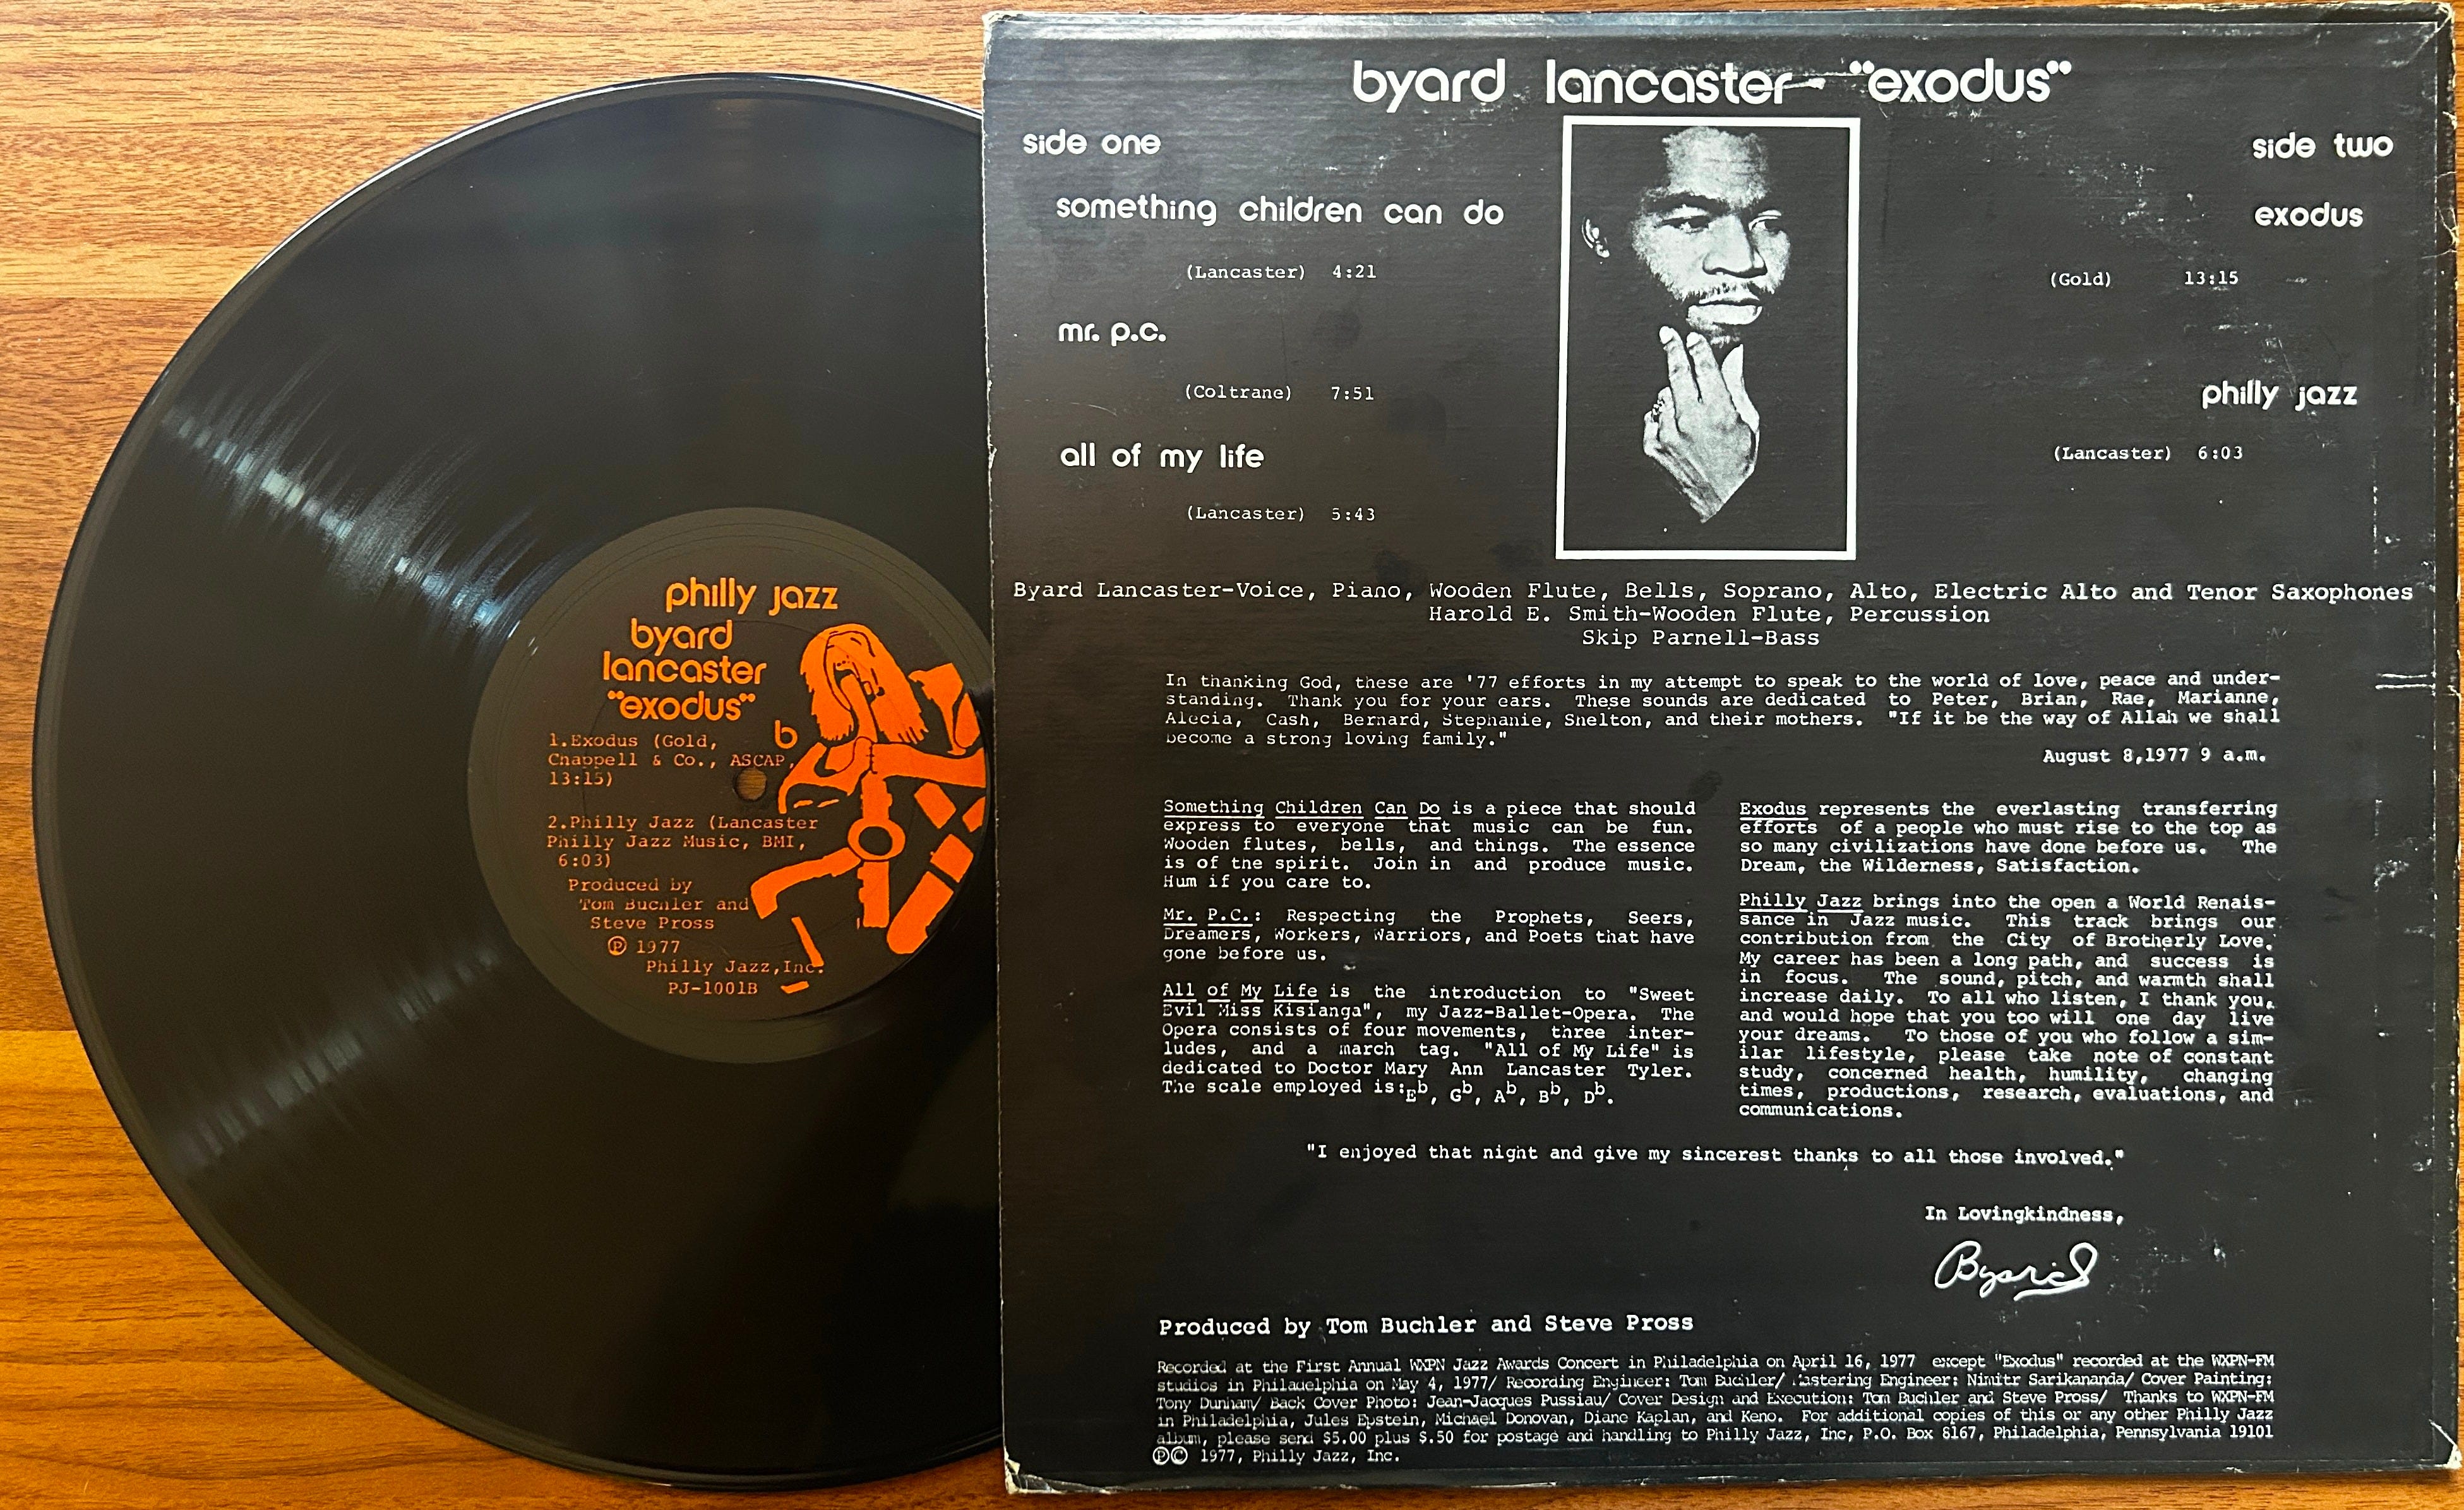 philly jazz
byard
lancaster
"exodus"
b
1.Exodus (Gold,
Chappell & Co., ASCAP,
13:15)
2.Philly Jazz (Lancaster
Philly Jazz Music, BMI,
6:03)
Produced by
Tom Buchler and
Steve Pross
Ⓟ 1977
Philly Jazz,Inc.
PJ-1001B
byard lancaster- "exodus"
side one
something children can do
(Lancaster) 4:21
mr. p.c.
(Coltrane) 7:51
all of my life
(Lancaster) 5:43
side two
exodus
(Gold) 13:15
philly jazz
(Lancaster) 6:03
Byard Lancaster-Voice, Piano, Wooden Flute, Bells, Soprano, Alto, Electric Alto and Tenor Saxophones
Harold E. Smith-Wooden Flute, Percussion
Skip Parnell-Bass
In thanking God, these are '77 efforts in my attempt to speak to the world of love, peace and under-
standing. Thank you for your ears. These sounds are dedicated to Peter, Brian, Rae, Marianne,
Alecia, Cash, Bernard, Stephanie, Shelton, and their mothers. "If it be the way of Allah we shall
become a strong loving family."
August 8,1977 9 a.m.
Something Children Can Do is a piece that should
express to everyone that music can be fun.
Wooden flutes, bells, and things. The essence
is of the spirit. Join in and produce music.
Hum if you care to.
Mr. P.C.: Respecting the Prophets, Seers,
Dreamers, Workers, Warriors, and Poets that have
gone before us.
All of My Life is the introduction to "Sweet
Evil Miss Kisianga", my Jazz-Ballet-Opera. The
Opera consists of four movements, three inter-
ludes, and a march tag. "All of My Life" is
dedicated to Doctor Mary Ann Lancaster Tyler.
The scale employed is:Eb, Gb, Ab, Bb, Db.
Exodus represents the everlasting transferring
efforts of a people who must rise to the top as
so many civilizations have done before us. The
Dream, the Wilderness, Satisfaction.
Philly Jazz brings into the open a World Renais-
sance in Jazz music. This track brings our
contribution from the City of Brotherly Love.
My career has been a long path, and success is
in focus. The sound, pitch, and warmth shall
increase daily. To all who listen, I thank you,
and would hope that you too will one day live
your dreams. To those of you who follow a sim-
ilar lifestyle, please take note of constant
study, concerned health, humility, changing
times, productions, research, evaluations, and
communications.
"I enjoyed that night and give my sincerest thanks to all those involved."
In Lovingkindness,
Byard
Produced by Tom Buchler and Steve Pross
Recorded at the First Annual WXPN Jazz Awards Concert in Philadelphia on April 16, 1977 except "Exodus" recorded at the WXPN-FM
studios in Philadelphia on May 4, 1977/ Recording Engineer: Tom Buchler/ Mastering Engineer: Nimitr Sarikananda/ Cover Painting:
Tony Dunham/ Back Cover Photo: Jean-Jacques Pussiau/ Cover Design and Execution: Tom Buchler and Steve Pross/ Thanks to WXPN-FM
in Philadelphia, Jules Epstein, Michael Donovan, Diane Kaplan, and Keno. For additional copies of this or any other Philly Jazz
album, please send $5.00 plus $.50 for postage and handling to Philly Jazz, Inc, P.O. Box 8167, Philadelphia, Pennsylvania 19101
ⓅⒸ 1977, Philly Jazz, Inc.